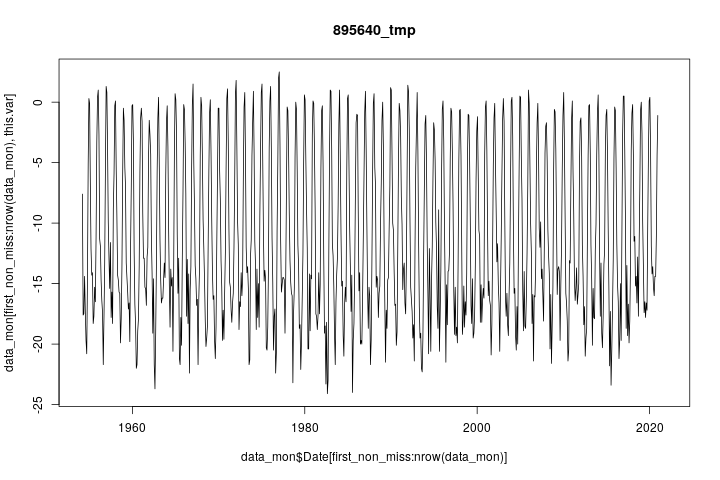 895640_tmp
data_mon[first_non_miss:nrow(data_mon), this.var]
0
-5
-10
-15
-20
-25
1960 1980 2000 2020
data_mon$Date[first_non_miss:nrow(data_mon)]